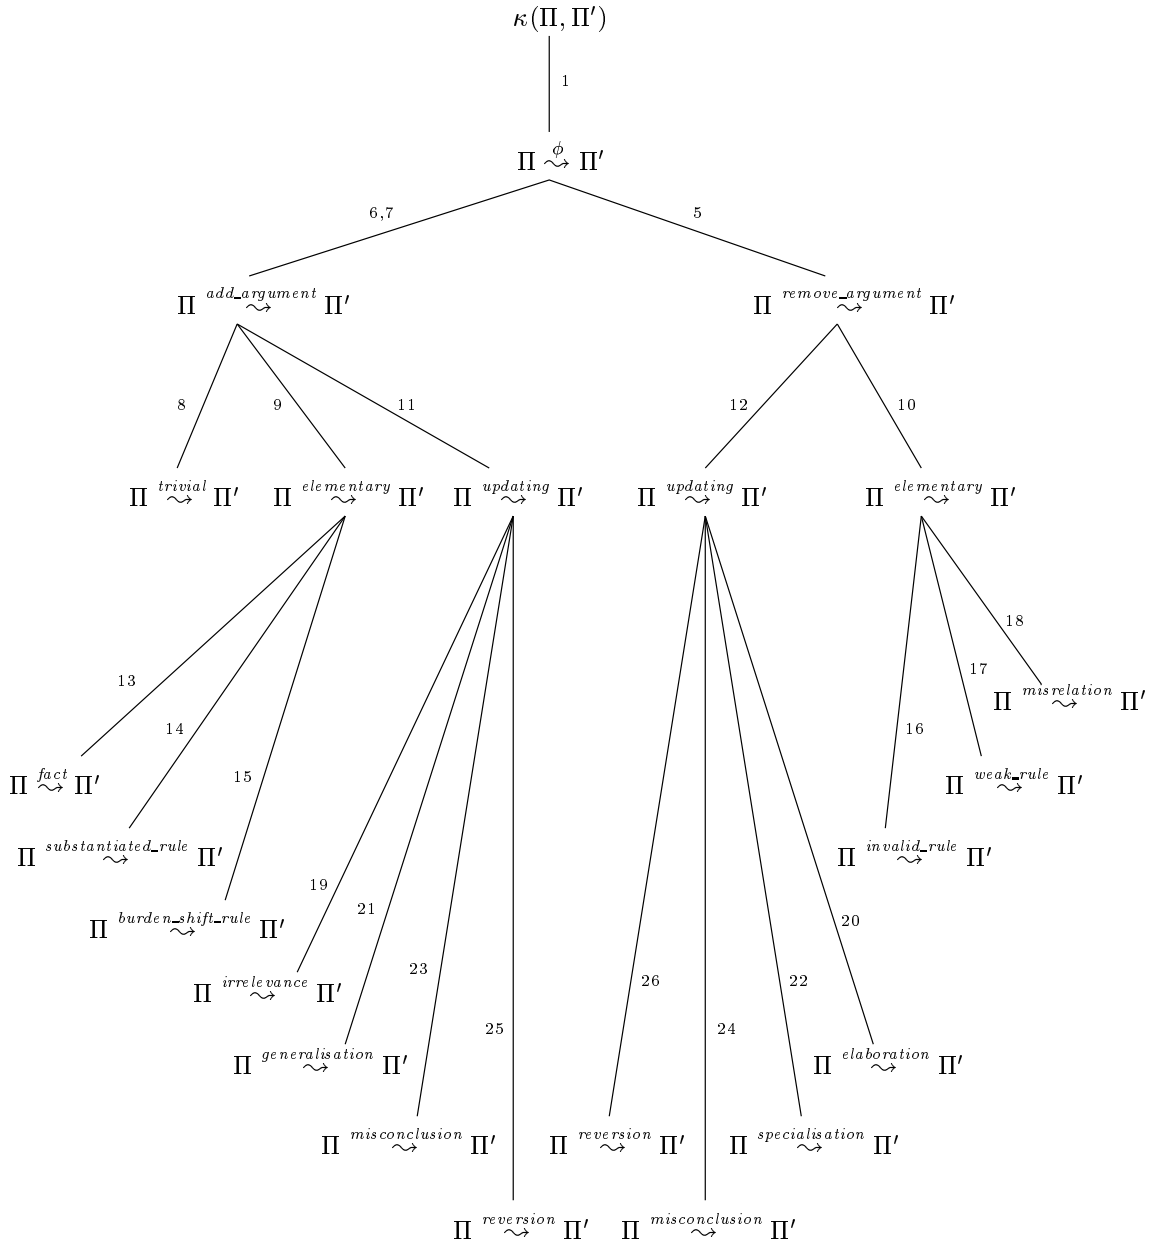 κ(Π, Π′)
1
Π ϕ⇝ Π′
6,7 5
Π add_argument⇝ Π′ Π remove_argument⇝ Π′
8 9 11 12 10
Π trivial⇝ Π′ Π elementary⇝ Π′ Π updating⇝ Π′ Π updating⇝ Π′ Π elementary⇝ Π′
18
17
13
Π misrelation⇝ Π′
14 16
15
Π fact⇝ Π′ Π weak_rule⇝ Π′
Π substantiated_rule⇝ Π′ Π invalid_rule⇝ Π′
19
21 20
Π burden_shift_rule⇝ Π′
23
26 22
Π irrelevance⇝ Π′
25 24
Π generalisation⇝ Π′ Π elaboration⇝ Π′
Π misconclusion⇝ Π′ Π reversion⇝ Π′ Π specialisation⇝ Π′
Π reversion⇝ Π′ Π misconclusion⇝ Π′